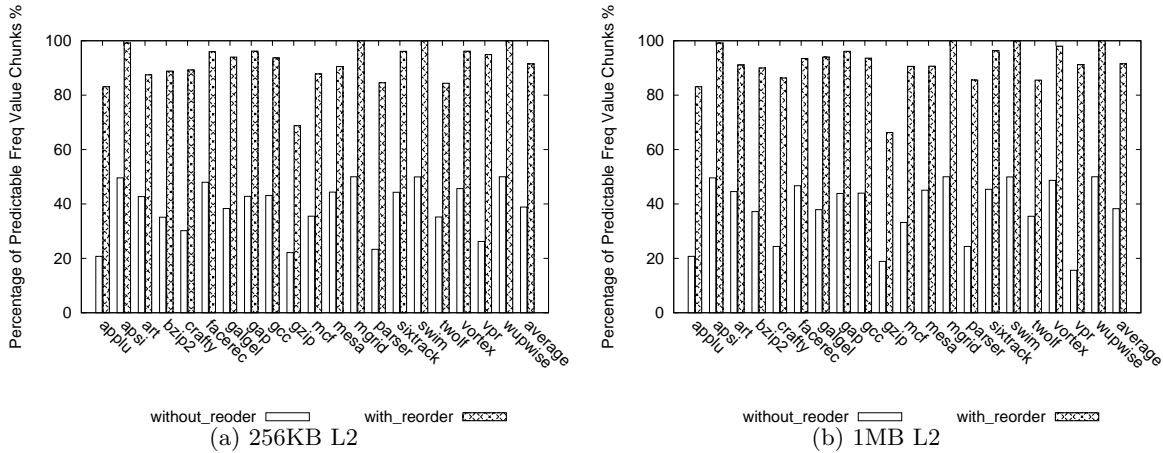 Percentage of Predictable Freq Value Chunks %
100
80
60
40
20
0
applu
apsi
art
bzip2
crafty
facerec
galgel
gap
gcc
gzip
mcf
mesa
mgrid
parser
sixtrack
swim
twolf
vortex
vpr
wupwise
average
without_reoder
with_reorder
(a) 256KB L2
Percentage of Predictable Freq Value Chunks %
100
80
60
40
20
0
applu
apsi
art
bzip2
crafty
facerec
galgel
gap
gcc
gzip
mcf
mesa
mgrid
parser
sixtrack
swim
twolf
vortex
vpr
wupwise
average
without_reoder
with_reorder
(b) 1MB L2